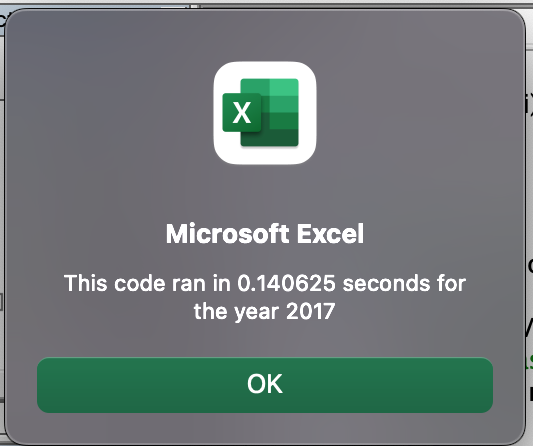 X
Microsoft Excel
This code ran in 0.140625 seconds for
the year 2017
OK